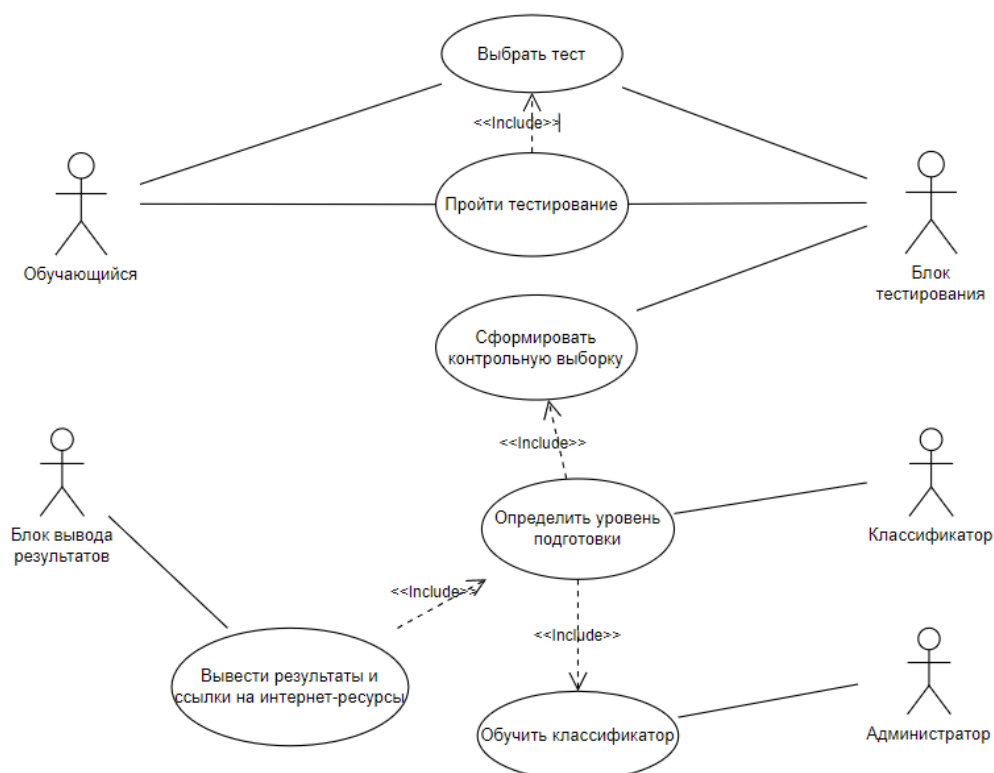 Выбрать тест
<<Include>>
Пройти тестирование
Обучающийся
Блок
тестирования
Сформировать
контрольную выборку
<<Include>>
Блок вывода
результатов
Определить уровень
подготовки
Классификатор
<<Include>>
<<Include>>
Вывести результаты и
ссылки на интернет-ресурсы
Обучить классификатор
Администратор